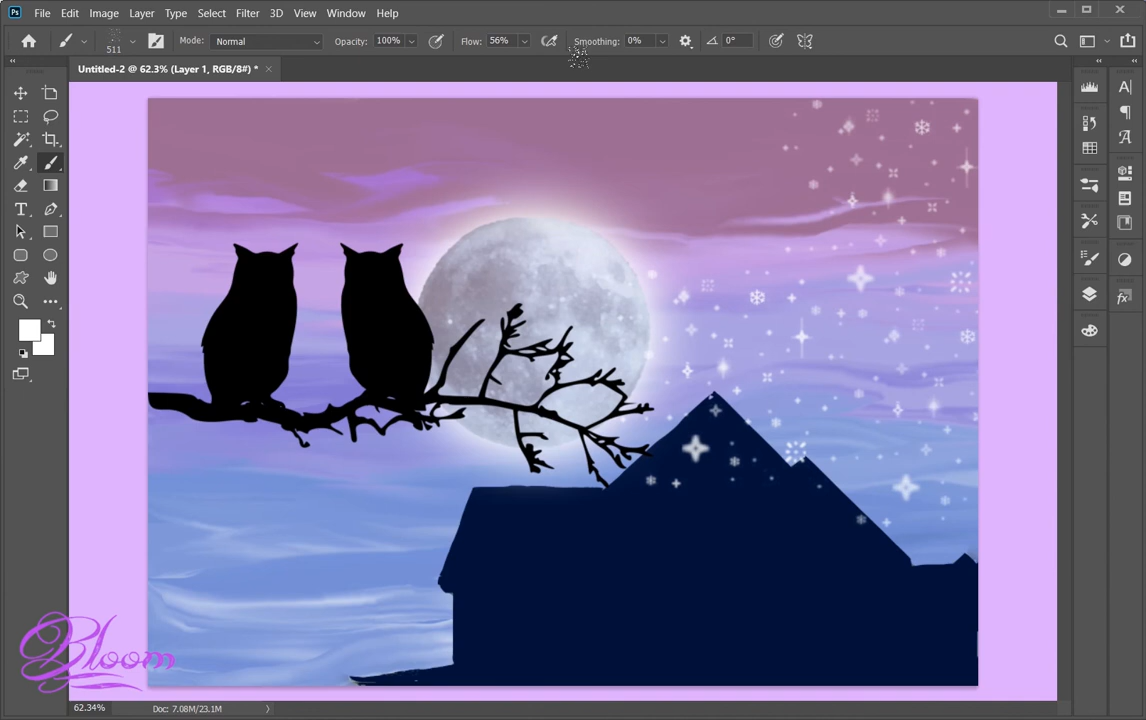 Ps File Edit Image Layer Type Select Filter 3D View Window Help
511 Mode: Normal Opacity: 100% Flow: 56% Smoothing: 0% 0°
Untitled-2 @ 62.3% (Layer 1, RGB/8#) *
Bloom
62.34% Doc: 7.08M/23.1M